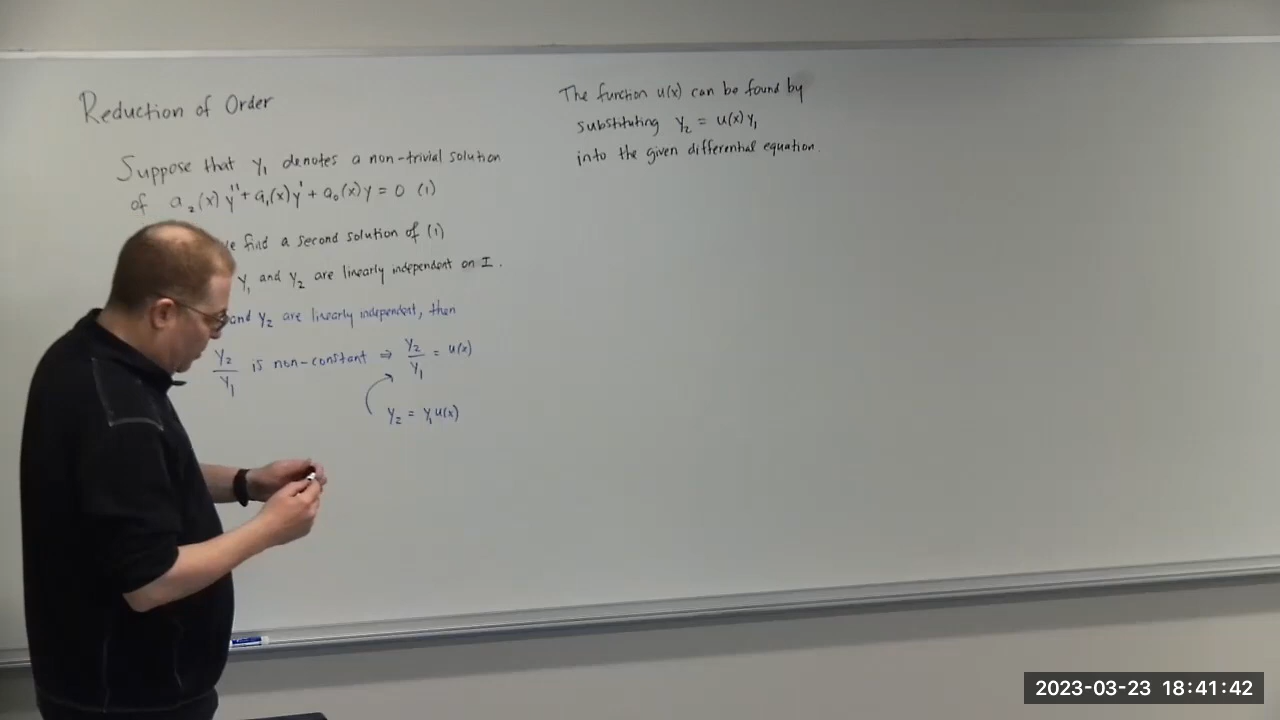 Reduction of Order
Suppose that y₁ denotes a non-trivial solution
of a₂(x)y'' + a₁(x)y' + a₀(x)y = 0 (1)
find a second solution of (1)
y₁ and y₂ are linearly independent on I.
and y₂ are linearly independent, then
y₂/y₁ is non-constant ⇒ y₂/y₁ = u(x)
y₂ = y₁u(x)
The function u(x) can be found by
substituting y₂ = u(x)y₁
into the given differential equation.
2023-03-23 18:41:42